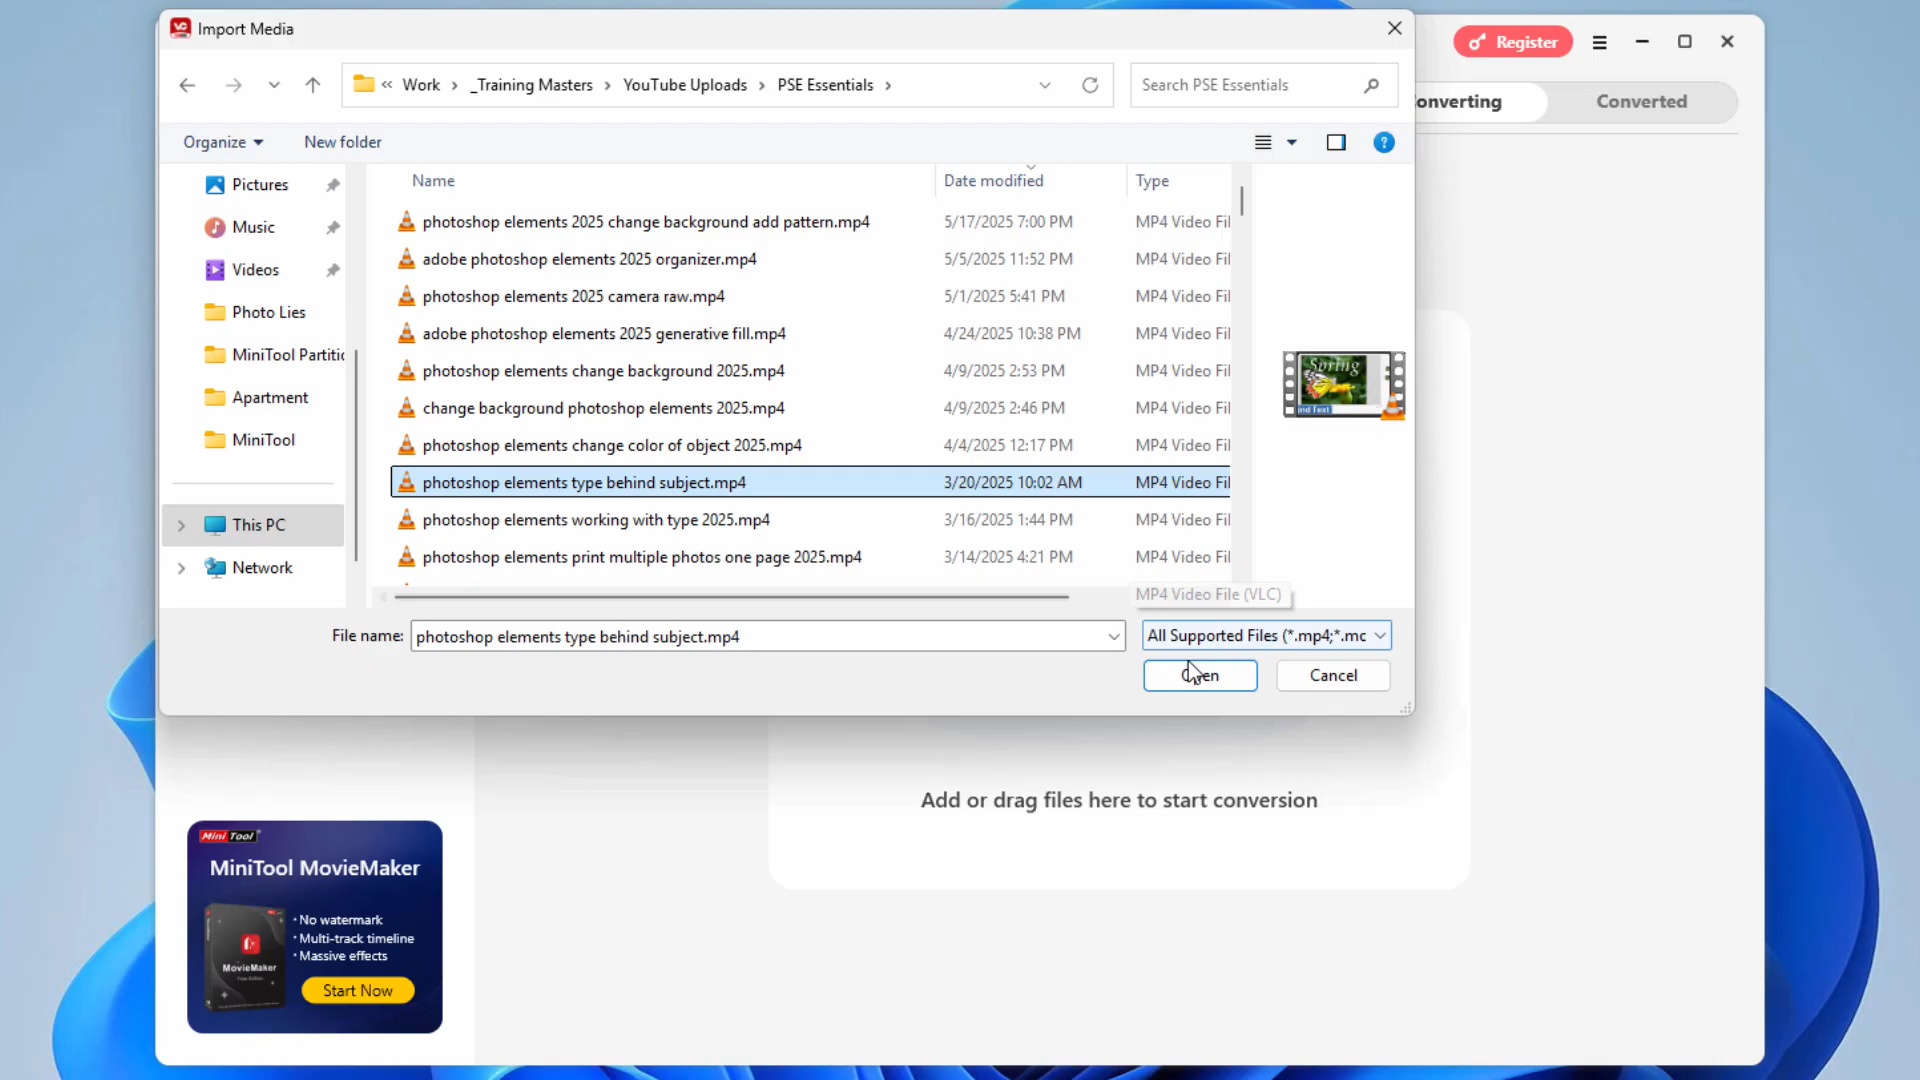 Import Media
Register
« Work > _Training Masters > YouTube Uploads > PSE Essentials >
Search PSE Essentials
onverting
Converted
Organize
New folder
Pictures
Music
Videos
Photo Lies
MiniTool Partitic
Apartment
MiniTool
This PC
Network
Name Date modified Type
photoshop elements 2025 change background add pattern.mp4 5/17/2025 7:00 PM MP4 Video Fil
adobe photoshop elements 2025 organizer.mp4 5/5/2025 11:52 PM MP4 Video Fil
photoshop elements 2025 camera raw.mp4 5/1/2025 5:41 PM MP4 Video Fil
adobe photoshop elements 2025 generative fill.mp4 4/24/2025 10:38 PM MP4 Video Fil
photoshop elements change background 2025.mp4 4/9/2025 2:53 PM MP4 Video Fil
change background photoshop elements 2025.mp4 4/9/2025 2:46 PM MP4 Video Fil
photoshop elements change color of object 2025.mp4 4/4/2025 12:17 PM MP4 Video Fil
photoshop elements type behind subject.mp4 3/20/2025 10:02 AM MP4 Video Fil
photoshop elements working with type 2025.mp4 3/16/2025 1:44 PM MP4 Video Fil
photoshop elements print multiple photos one page 2025.mp4 3/14/2025 4:21 PM MP4 Video Fil
Spring
nd Text
MP4 Video File (VLC)
File name: photoshop elements type behind subject.mp4
All Supported Files (*.mp4;*.mc
Open
Cancel
Add or drag files here to start conversion
Mini Tool
MiniTool MovieMaker
• No watermark
• Multi-track timeline
• Massive effects
MovieMaker
Start Now